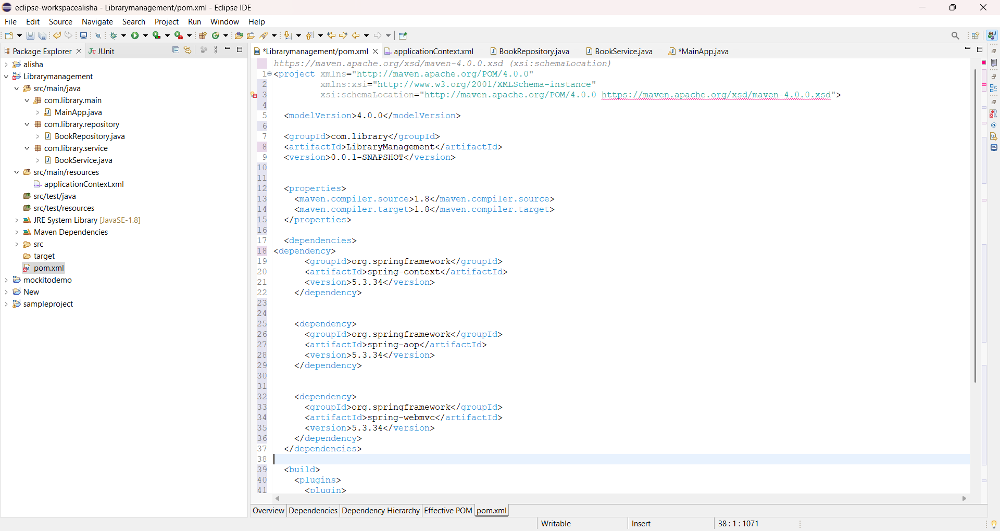 eclipse-workspacealisha - Librarymanagement/pom.xml - Eclipse IDE
File Edit Source Navigate Search Project Run Window Help
Package Explorer JUnit
alisha
Librarymanagement
src/main/java
com.library.main
MainApp.java
com.library.repository
BookRepository.java
com.library.service
BookService.java
src/main/resources
applicationContext.xml
src/test/java
src/test/resources
JRE System Library [JavaSE-1.8]
Maven Dependencies
src
target
pom.xml
mockitodemo
New
sampleproject
*Librarymanagement/pom.xml applicationContext.xml BookRepository.java BookService.java *MainApp.java
https://maven.apache.org/xsd/maven-4.0.0.xsd (xsi:schemaLocation)
1 <project xmlns="http://maven.apache.org/POM/4.0.0"
2 xmlns:xsi="http://www.w3.org/2001/XMLSchema-instance"
3 xsi:schemaLocation="http://maven.apache.org/POM/4.0.0 https://maven.apache.org/xsd/maven-4.0.0.xsd">
4
5 <modelVersion>4.0.0</modelVersion>
6
7 <groupId>com.library</groupId>
8 <artifactId>LibraryManagement</artifactId>
9 <version>0.0.1-SNAPSHOT</version>
10
11
12 <properties>
13 <maven.compiler.source>1.8</maven.compiler.source>
14 <maven.compiler.target>1.8</maven.compiler.target>
15 </properties>
16
17 <dependencies>
18 <dependency>
19 <groupId>org.springframework</groupId>
20 <artifactId>spring-context</artifactId>
21 <version>5.3.34</version>
22 </dependency>
23
24
25 <dependency>
26 <groupId>org.springframework</groupId>
27 <artifactId>spring-aop</artifactId>
28 <version>5.3.34</version>
29 </dependency>
30
31
32 <dependency>
33 <groupId>org.springframework</groupId>
34 <artifactId>spring-webmvc</artifactId>
35 <version>5.3.34</version>
36 </dependency>
37 </dependencies>
38
39 <build>
40 <plugins>
41 <plugin>
Overview Dependencies Dependency Hierarchy Effective POM pom.xml
Writable Insert 38 : 1 : 1071